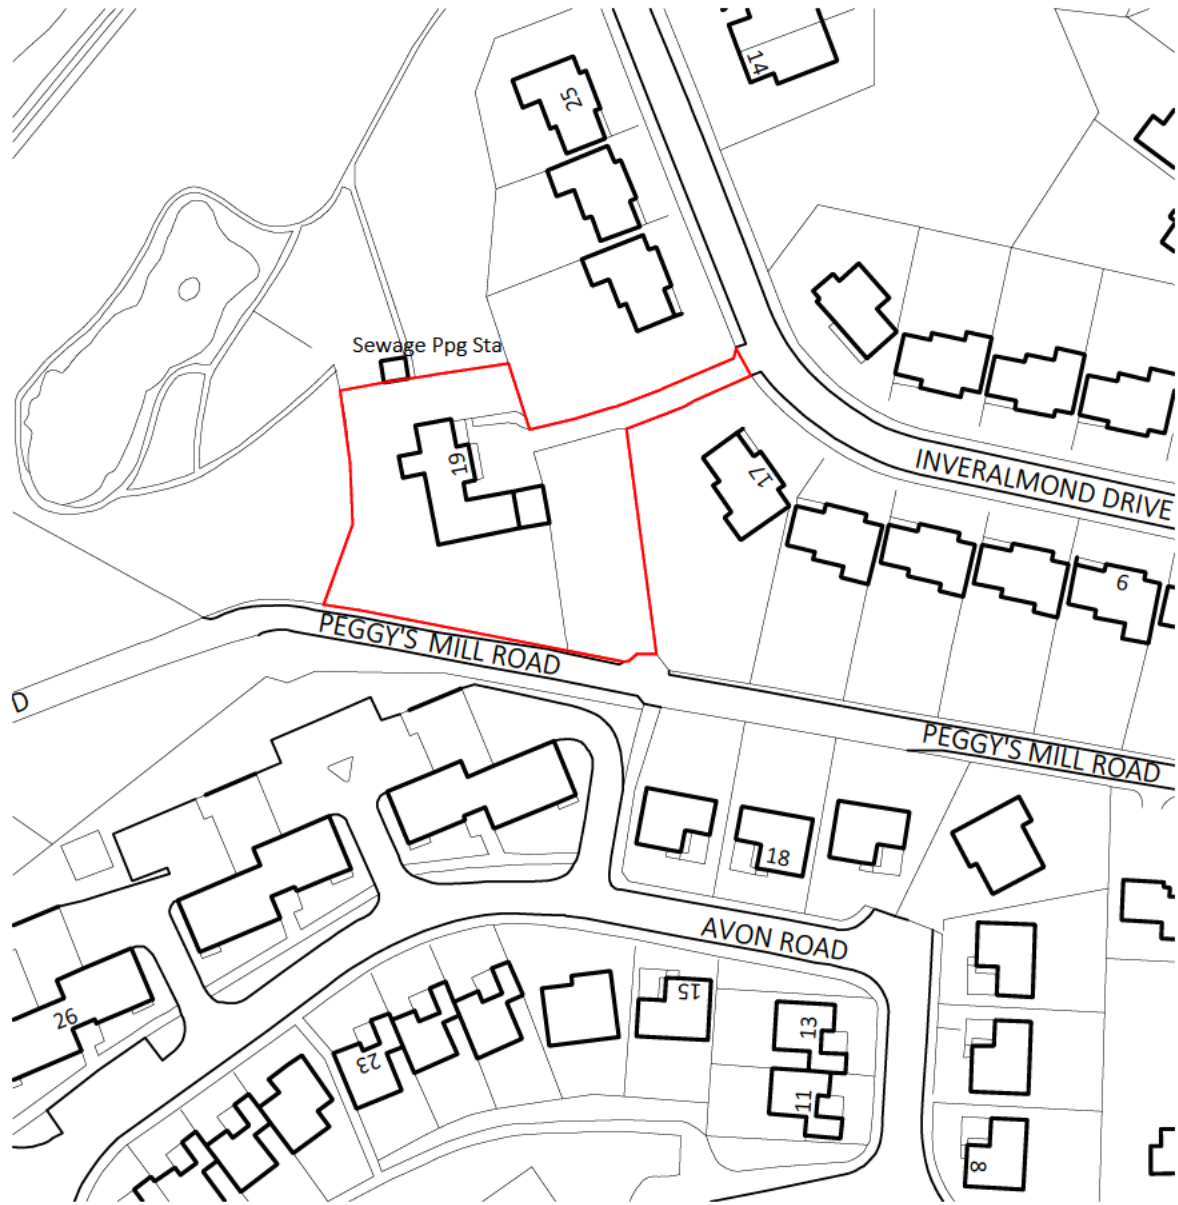 14
25
Sewage Ppg Sta
19
17
INVERALMOND DRIVE
6
PEGGY'S MILL ROAD
D
PEGGY'S MILL ROAD
18
AVON ROAD
15
26
13
23
11
8